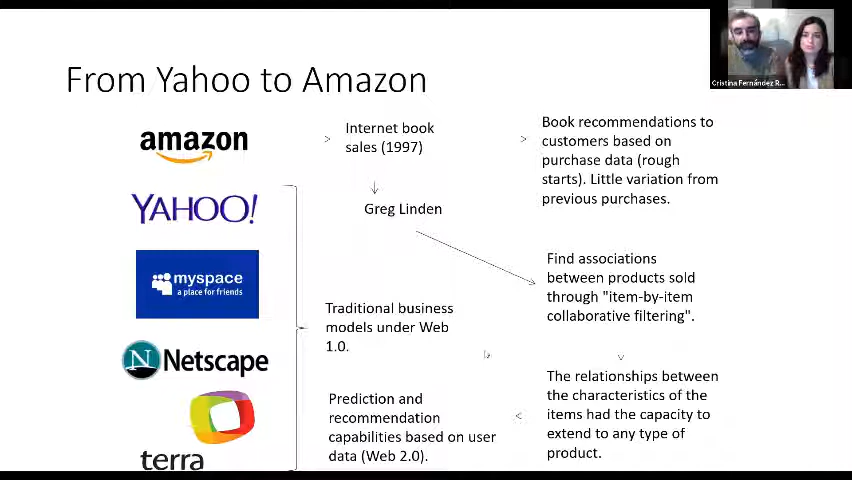 Cristina Fernández R...
From Yahoo to Amazon
amazon
Internet book
sales (1997)
Book recommendations to
customers based on
purchase data (rough
starts). Little variation from
previous purchases.
YAHOO!
Greg Linden
myspace
a place for friends
Find associations
between products sold
through "item-by-item
collaborative filtering".
Traditional business
models under Web
1.0.
N
Netscape
The relationships between
the characteristics of the
items had the capacity to
extend to any type of
product.
Prediction and
recommendation
capabilities based on user
data (Web 2.0).
terra